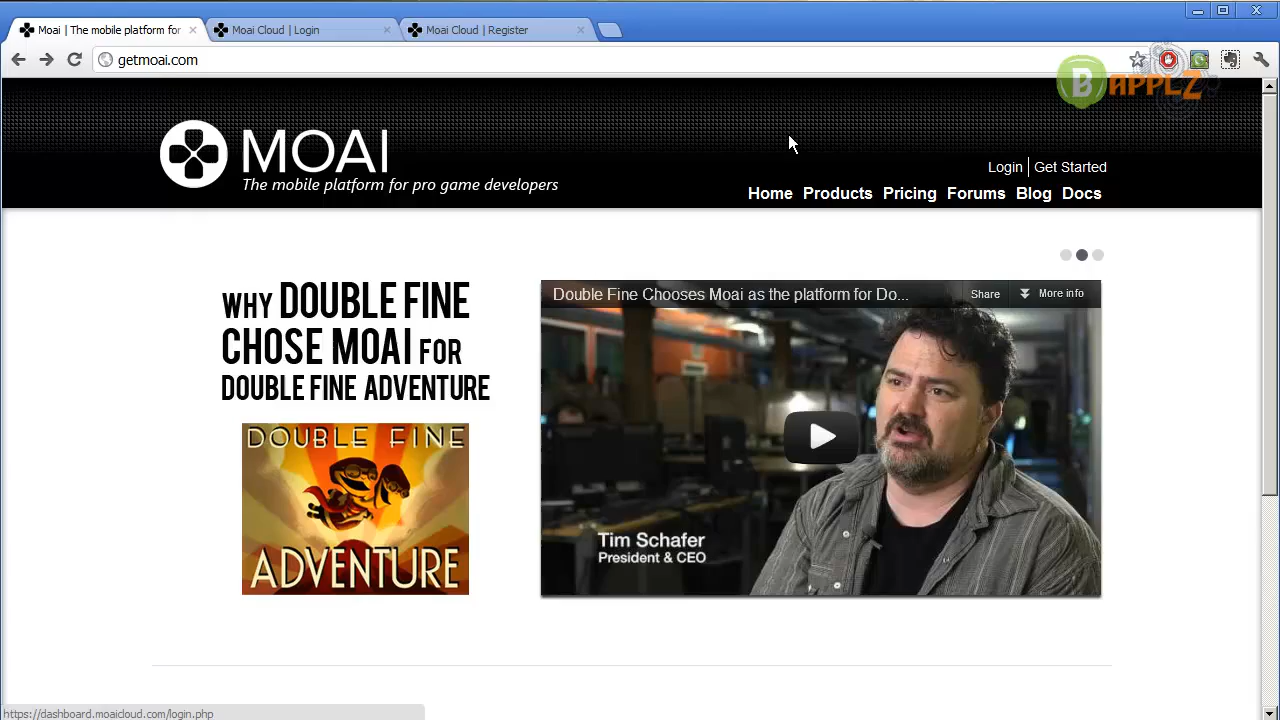 Moai | The mobile platform for
Moai Cloud | Login
Moai Cloud | Register
getmoai.com
B APPLZ
MOAI
The mobile platform for pro game developers
Login | Get Started
Home Products Pricing Forums Blog Docs
WHY DOUBLE FINE
CHOSE MOAI FOR
DOUBLE FINE ADVENTURE
DOUBLE FINE
ADVENTURE
Double Fine Chooses Moai as the platform for Do...
Share
More info
Tim Schafer
President & CEO
https://dashboard.moaicloud.com/login.php